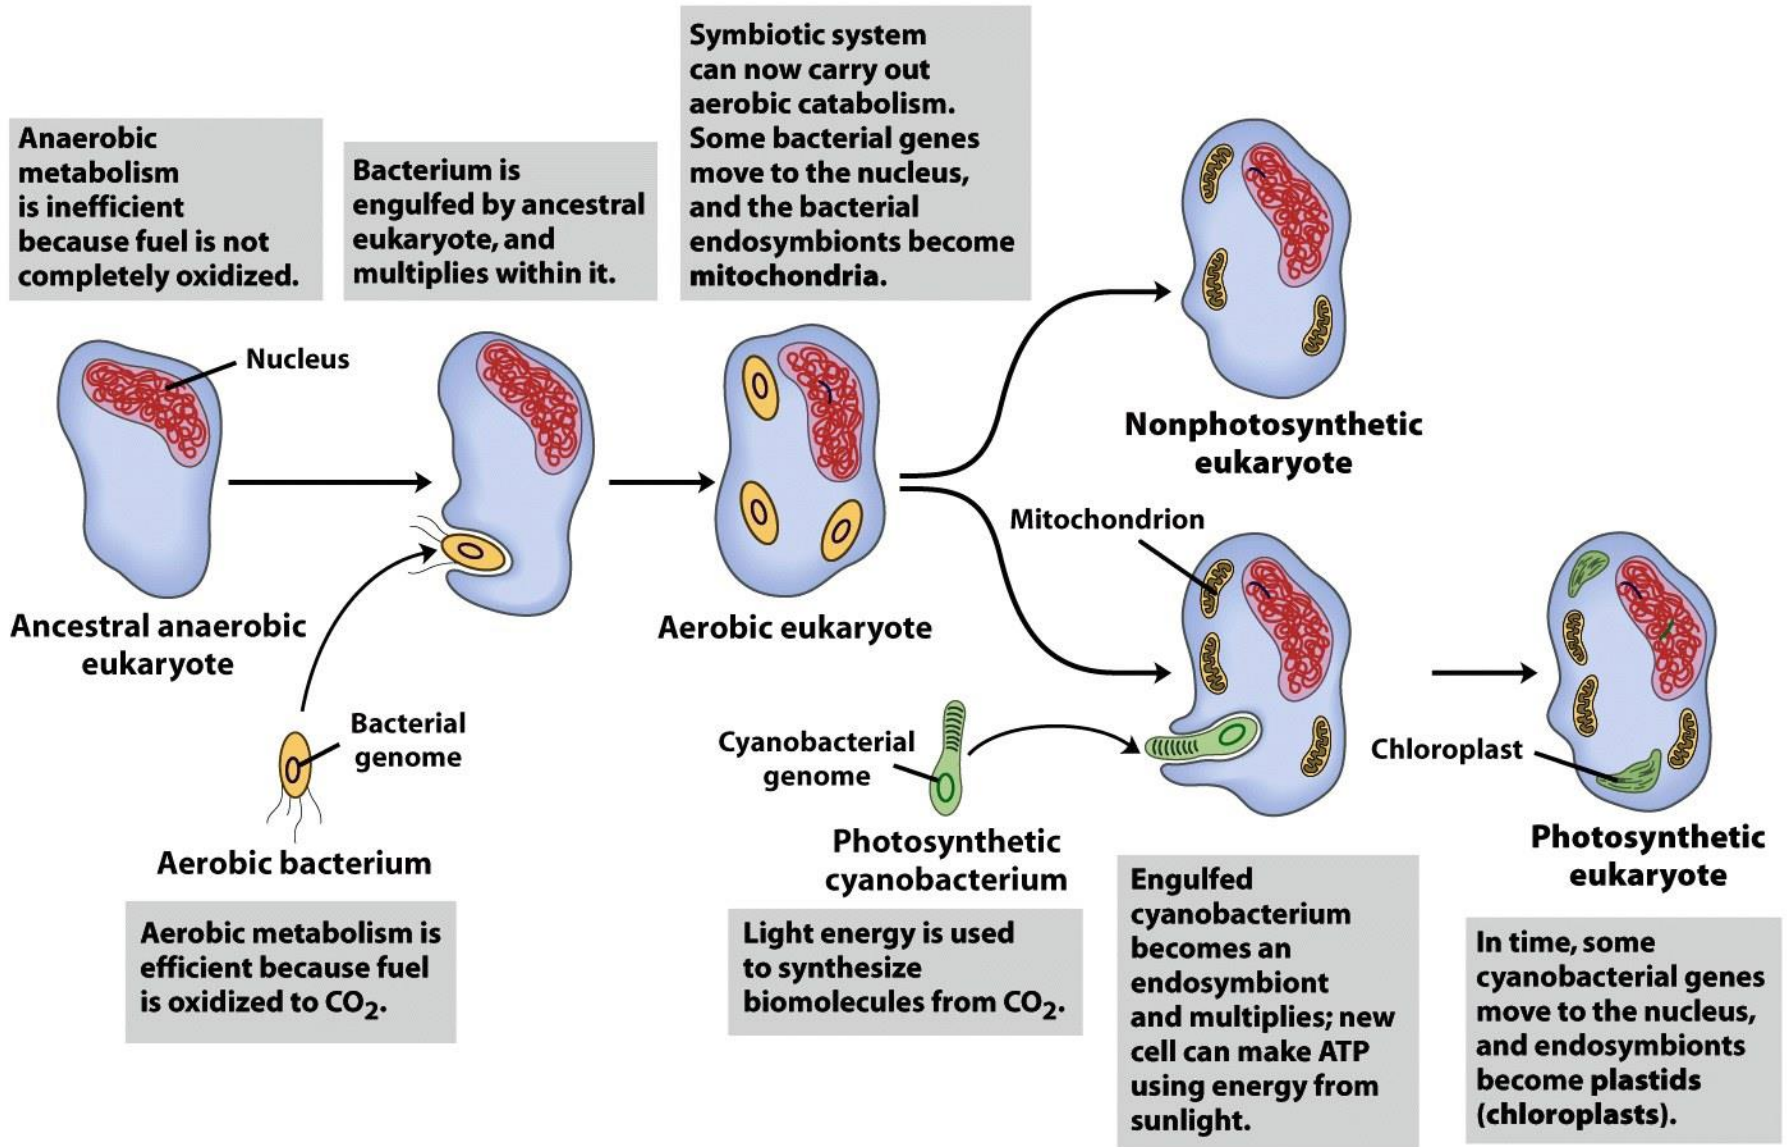 Anaerobic
metabolism
is inefficient
because fuel is not
completely oxidized.
Bacterium is
engulfed by ancestral
eukaryote, and
multiplies within it.
Symbiotic system
can now carry out
aerobic catabolism.
Some bacterial genes
move to the nucleus,
and the bacterial
endosymbionts become
mitochondria.
Nucleus
Ancestral anaerobic
eukaryote
Bacterial
genome
Aerobic bacterium
Aerobic metabolism is
efficient because fuel
is oxidized to CO₂.
Aerobic eukaryote
Nonphotosynthetic
eukaryote
Mitochondrion
Cyanobacterial
genome
Photosynthetic
cyanobacterium
Light energy is used
to synthesize
biomolecules from CO₂.
Engulfed
cyanobacterium
becomes an
endosymbiont
and multiplies; new
cell can make ATP
using energy from
sunlight.
Chloroplast
Photosynthetic
eukaryote
In time, some
cyanobacterial genes
move to the nucleus,
and endosymbionts
become plastids
(chloroplasts).